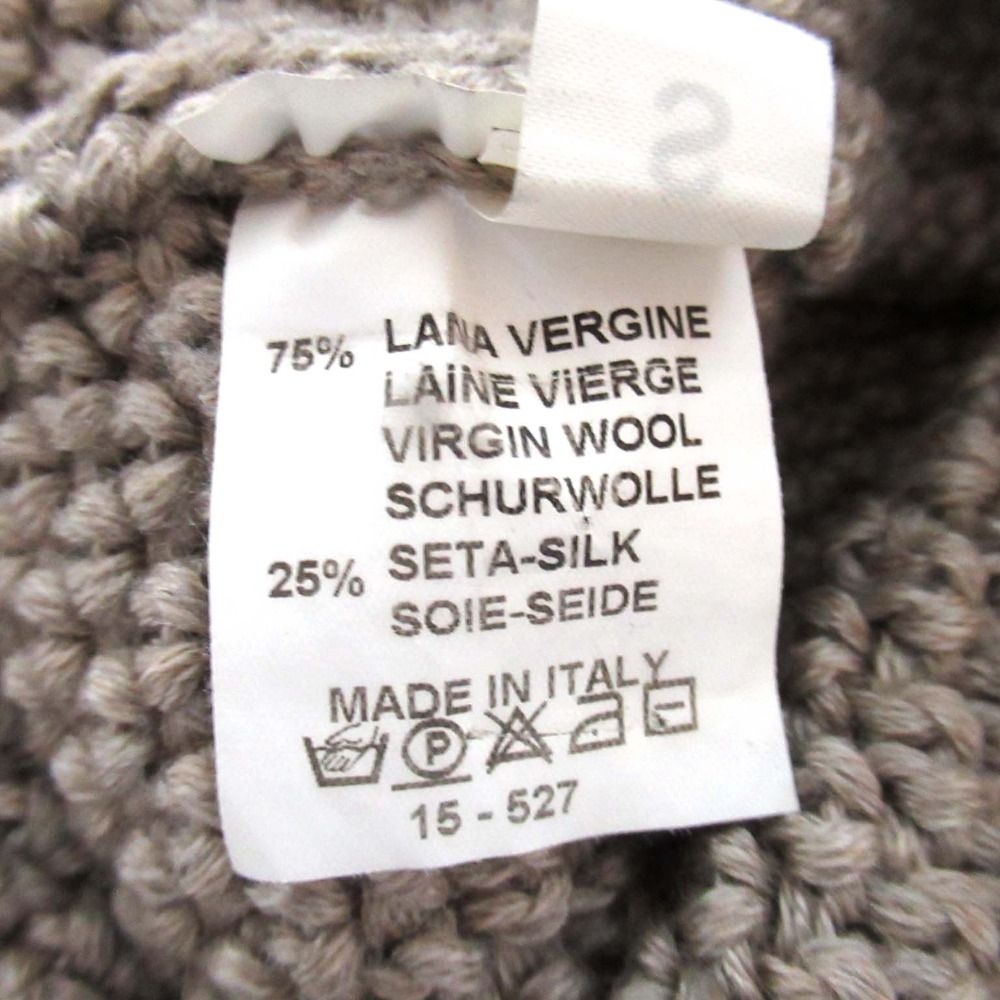 S
75% LANA VERGINE
LAINE VIERGE
VIRGIN WOOL
SCHURWOLLE
25% SETA-SILK
SOIE-SEIDE
MADE IN ITALY
P
15 - 527